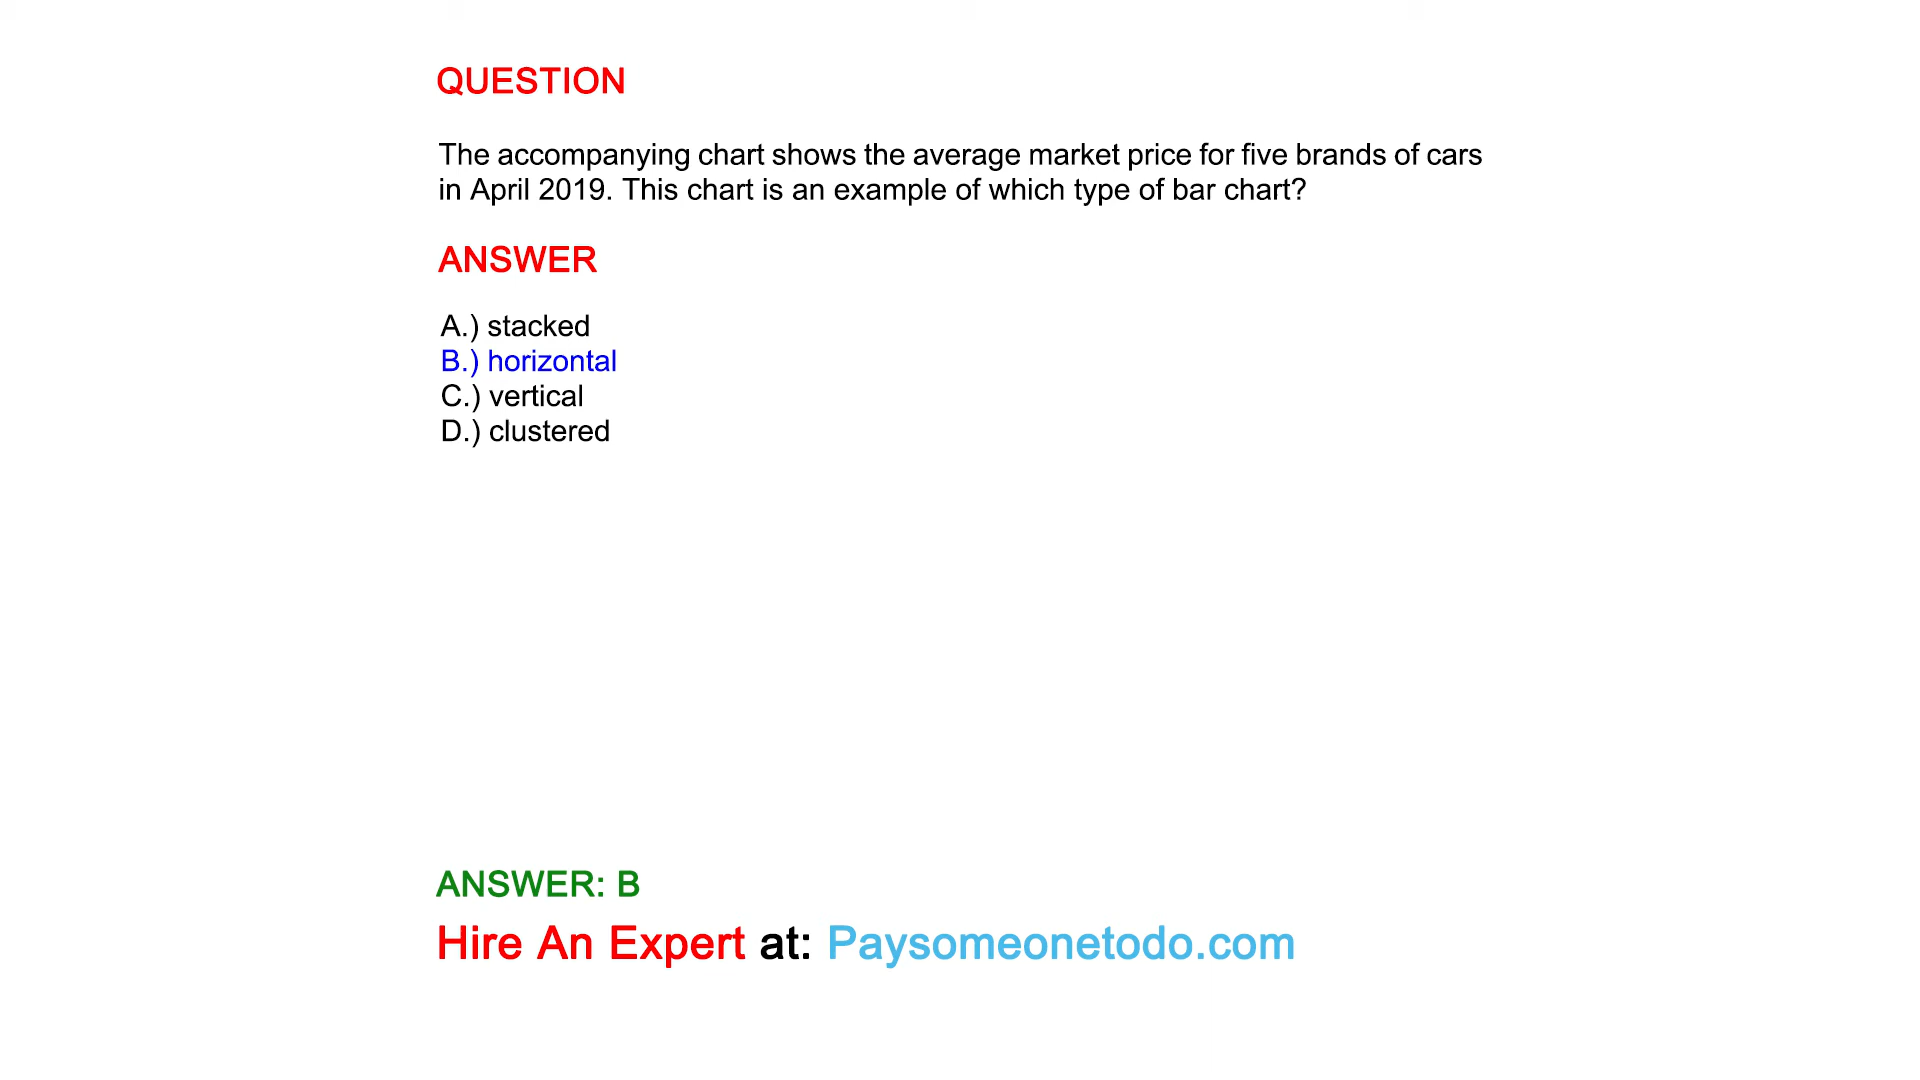 QUESTION
The accompanying chart shows the average market price for five brands of cars
in April 2019. This chart is an example of which type of bar chart?
ANSWER
A.) stacked
B.) horizontal
C.) vertical
D.) clustered
ANSWER: B
Hire An Expert at: Paysomeonetodo.com